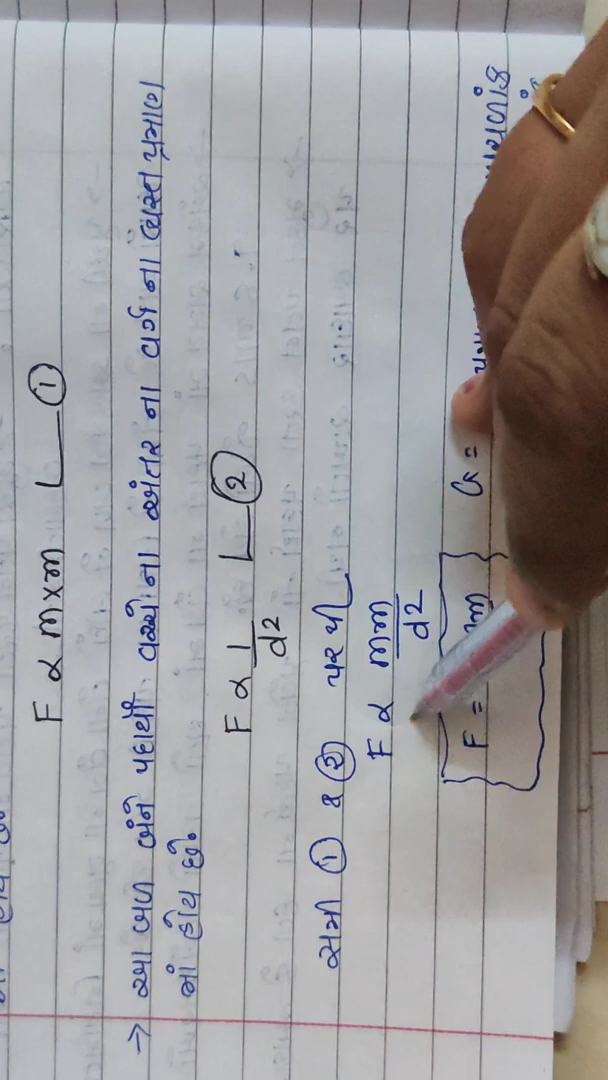 F α m×m ①
→ આ બળ બંને પદાર્થો વચ્ચેના અંતર ના વર્ગ ના વ્યસ્ત પ્રમાણ
માં હોય છે.
F α 1/d2 ②
સમી ① & ② પર થી
F α mm/d2
F = G =